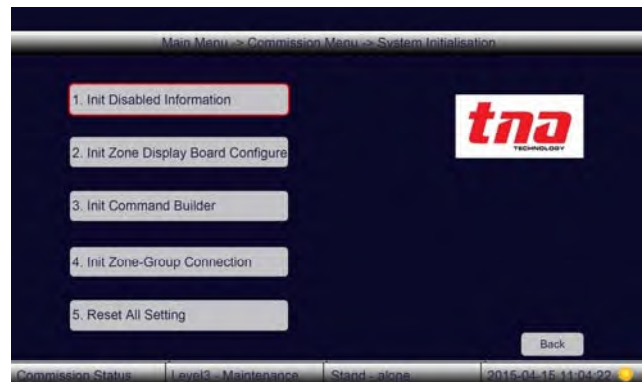 Main Menu -> Commission Menu -> System Initialisation
1. Init Disabled Information
tna
TECHNOLOGY
2. Init Zone Display Board Configure
3. Init Command Builder
4. Init Zone-Group Connection
5. Reset All Setting
Back
Commission Status Level3 - Maintenance Stand - alone 2015-04-15 11:04:22